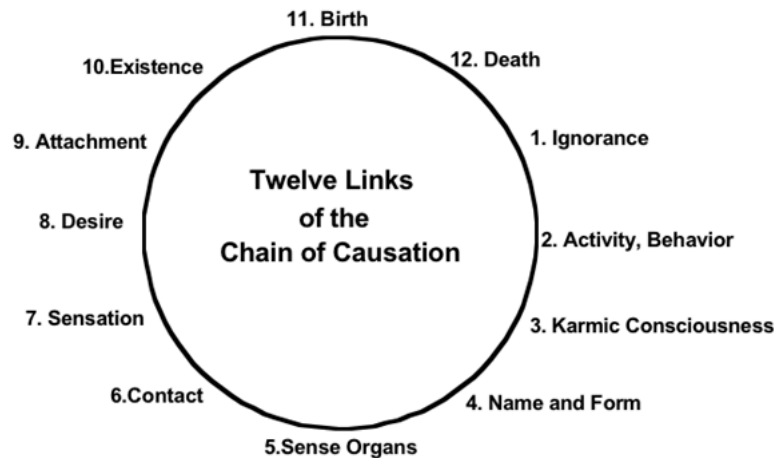 11. Birth
10.Existence
12. Death
9. Attachment
1. Ignorance
Twelve Links
of the
Chain of Causation
8. Desire
2. Activity, Behavior
7. Sensation
3. Karmic Consciousness
6.Contact
4. Name and Form
5.Sense Organs